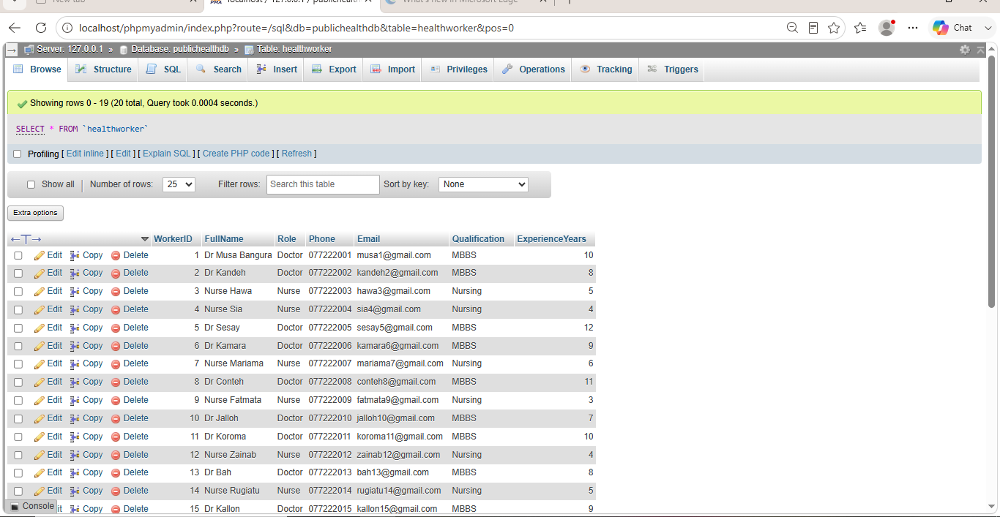 New tab
localhost / 127.0.0.1 / publichealth
What's new in Microsoft Edge
localhost/phpmyadmin/index.php?route=/sql&db=publichealthdb&table=healthworker&pos=0
Chat
Server: 127.0.0.1 » Database: publichealthdb » Table: healthworker
Browse Structure SQL Search Insert Export Import Privileges Operations Tracking Triggers
Showing rows 0 - 19 (20 total, Query took 0.0004 seconds.)
SELECT * FROM `healthworker`
Profiling [ Edit inline ] [ Edit ] [ Explain SQL ] [ Create PHP code ] [ Refresh ]
Show all Number of rows: 25 Filter rows: Search this table Sort by key: None
Extra options
WorkerID FullName Role Phone Email Qualification ExperienceYears
Edit Copy Delete 1 Dr Musa Bangura Doctor 077222001 musa1@gmail.com MBBS 10
Edit Copy Delete 2 Dr Kandeh Doctor 077222002 kandeh2@gmail.com MBBS 8
Edit Copy Delete 3 Nurse Hawa Nurse 077222003 hawa3@gmail.com Nursing 5
Edit Copy Delete 4 Nurse Sia Nurse 077222004 sia4@gmail.com Nursing 4
Edit Copy Delete 5 Dr Sesay Doctor 077222005 sesay5@gmail.com MBBS 12
Edit Copy Delete 6 Dr Kamara Doctor 077222006 kamara6@gmail.com MBBS 9
Edit Copy Delete 7 Nurse Mariama Nurse 077222007 mariama7@gmail.com Nursing 6
Edit Copy Delete 8 Dr Conteh Doctor 077222008 conteh8@gmail.com MBBS 11
Edit Copy Delete 9 Nurse Fatmata Nurse 077222009 fatmata9@gmail.com Nursing 3
Edit Copy Delete 10 Dr Jalloh Doctor 077222010 jalloh10@gmail.com MBBS 7
Edit Copy Delete 11 Dr Koroma Doctor 077222011 koroma11@gmail.com MBBS 10
Edit Copy Delete 12 Nurse Zainab Nurse 077222012 zainab12@gmail.com Nursing 4
Edit Copy Delete 13 Dr Bah Doctor 077222013 bah13@gmail.com MBBS 8
Edit Copy Delete 14 Nurse Rugiatu Nurse 077222014 rugiatu14@gmail.com Nursing 5
Console it Copy Delete 15 Dr Kallon Doctor 077222015 kallon15@gmail.com MBBS 9